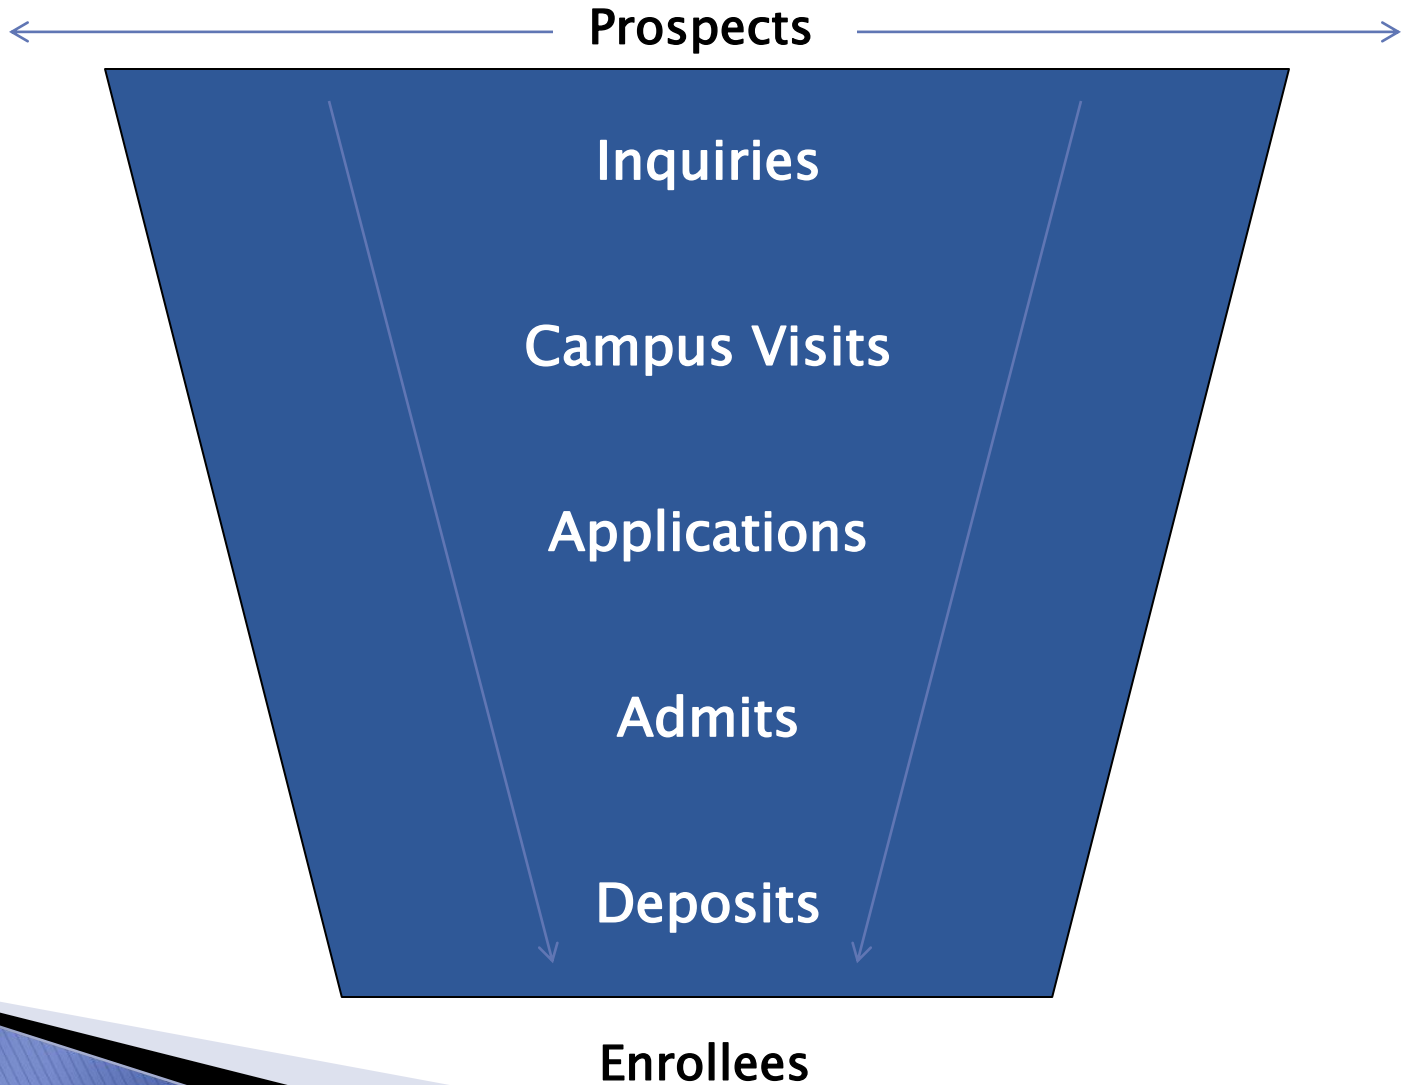 Prospects
Inquiries
Campus Visits
Applications
Admits
Deposits
Enrollees